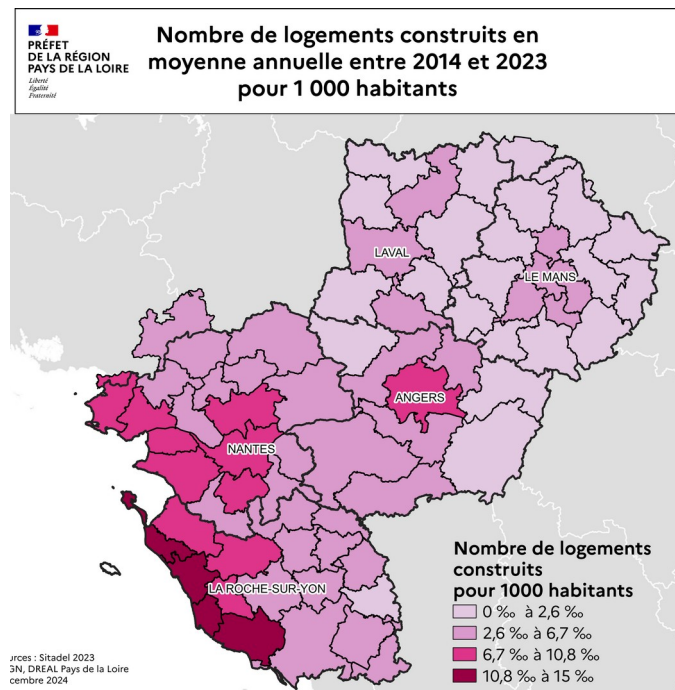 PRÉFET
DE LA RÉGION
PAYS DE LA LOIRE
Liberté
Égalité
Fraternité
Nombre de logements construits en
moyenne annuelle entre 2014 et 2023
pour 1 000 habitants
LAVAL
LE MANS
ANGERS
NANTES
LA ROCHE-SUR-YON
Nombre de logements
construits
pour 1000 habitants
0 ‰ à 2,6 ‰
2,6 ‰ à 6,7 ‰
6,7 ‰ à 10,8 ‰
10,8 ‰ à 15 ‰
urces : Sitadel 2023
GN, DREAL Pays de la Loire
cembre 2024